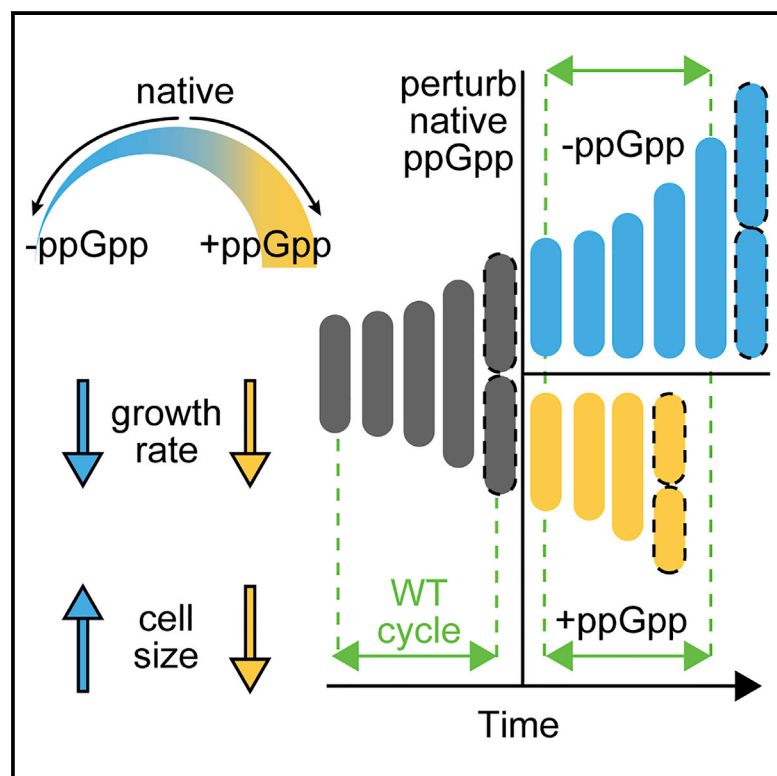 native
-ppGpp
+ppGpp
growth
rate
cell
size
perturb
native
ppGpp
-ppGpp
WT
cycle
+ppGpp
Time